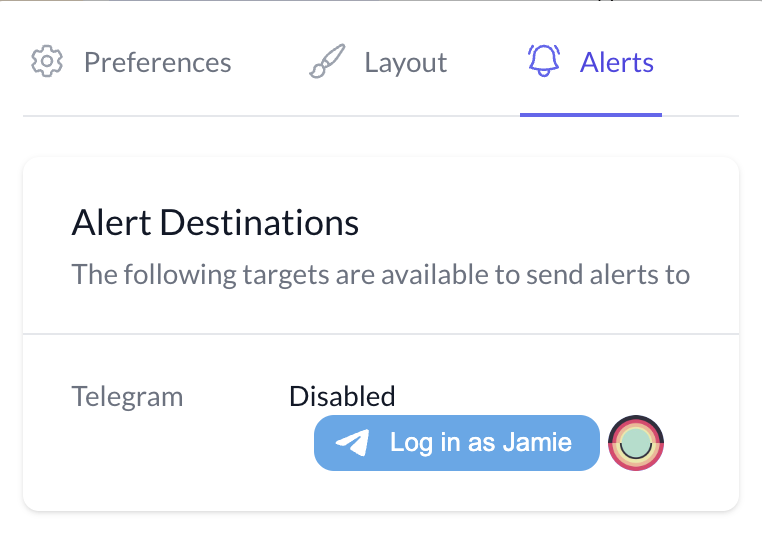 Preferences Layout Alerts
Alert Destinations
The following targets are available to send alerts to
Telegram Disabled
Log in as Jamie